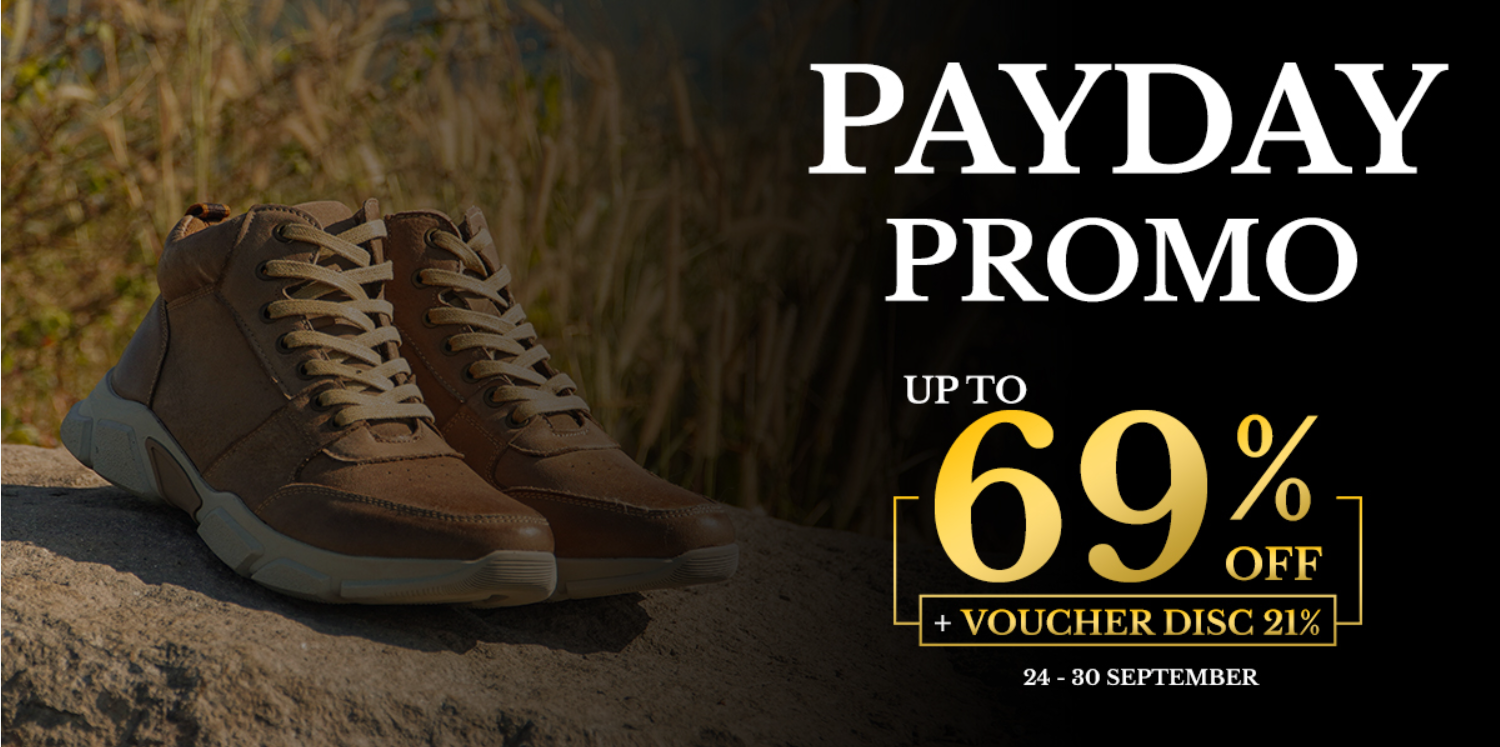 PAYDAY
PROMO
UP TO
69%
OFF
+ VOUCHER DISC 21%
24 - 30 SEPTEMBER